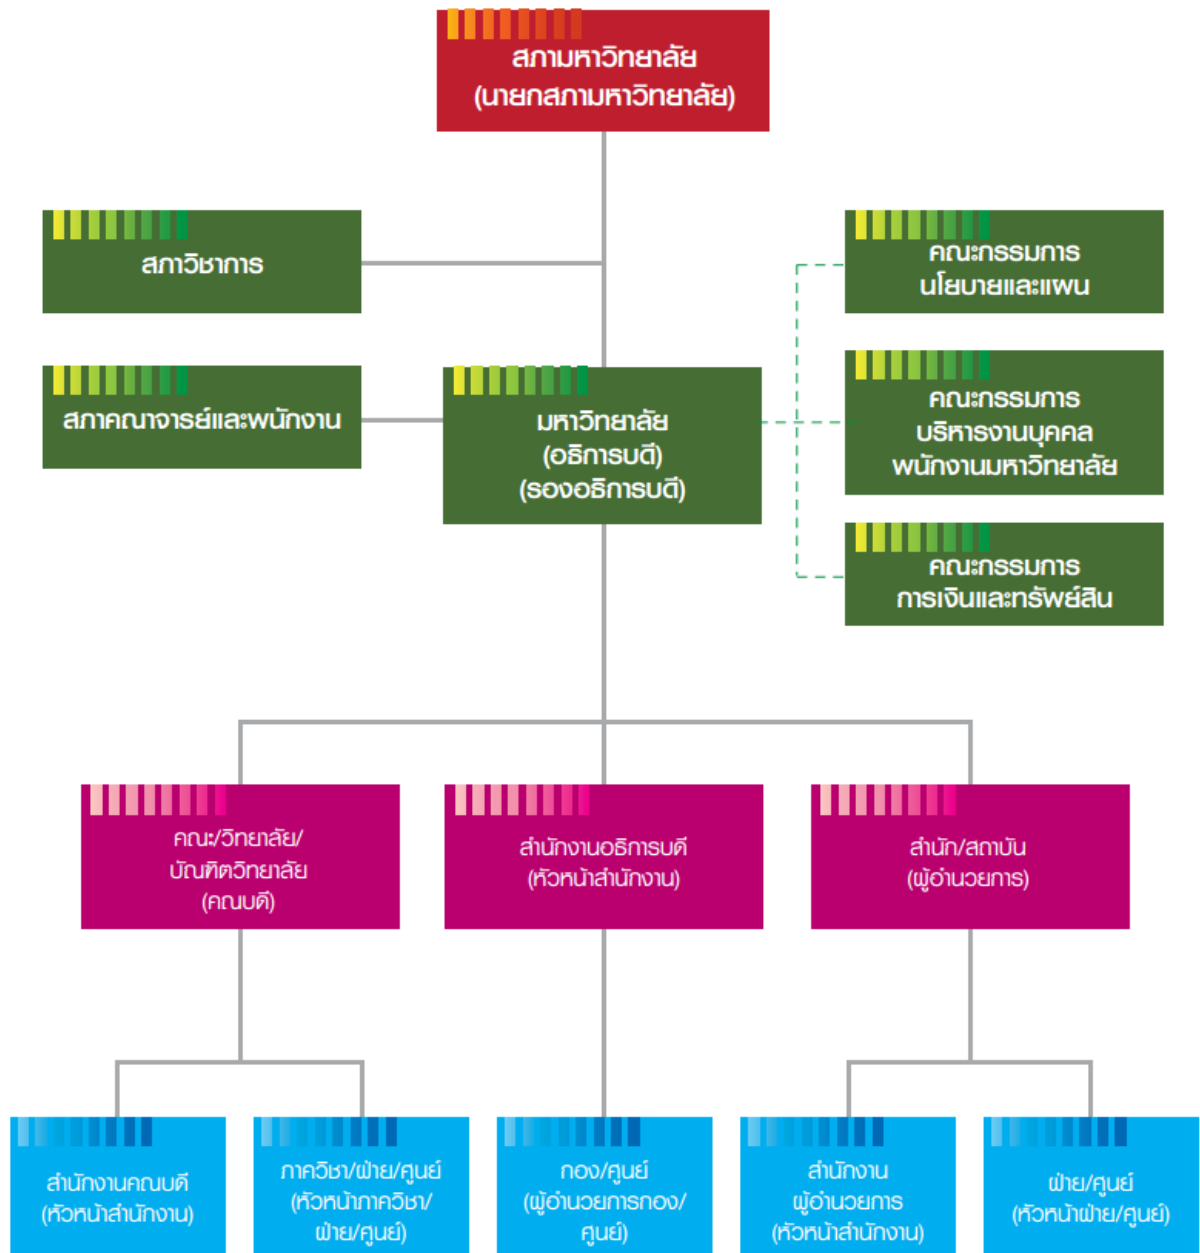 สภามหาวิทยาลัย
(นายกสภามหาวิทยาลัย)
สภาวิชาการ
คณะกรรมการ
นโยบายและแผน
สภาคณาจารย์และพนักงาน
มหาวิทยาลัย
(อธิการบดี)
(รองอธิการบดี)
คณะกรรมการ
บริหารงานบุคคล
พนักงานมหาวิทยาลัย
คณะกรรมการ
การเงินและทรัพย์สิน
คณะ/วิทยาลัย/
บัณฑิตวิทยาลัย
(คณบดี)
สำนักงานอธิการบดี
(หัวหน้าสำนักงาน)
สำนัก/สถาบัน
(ผู้อำนวยการ)
สำนักงานคณบดี
(หัวหน้าสำนักงาน)
ภาควิชา/ฝ่าย/ศูนย์
(หัวหน้าภาควิชา/
ฝ่าย/ศูนย์)
กอง/ศูนย์
(ผู้อำนวยการกอง/
ศูนย์)
สำนักงาน
ผู้อำนวยการ
(หัวหน้าสำนักงาน)
ฝ่าย/ศูนย์
(หัวหน้าฝ่าย/ศูนย์)